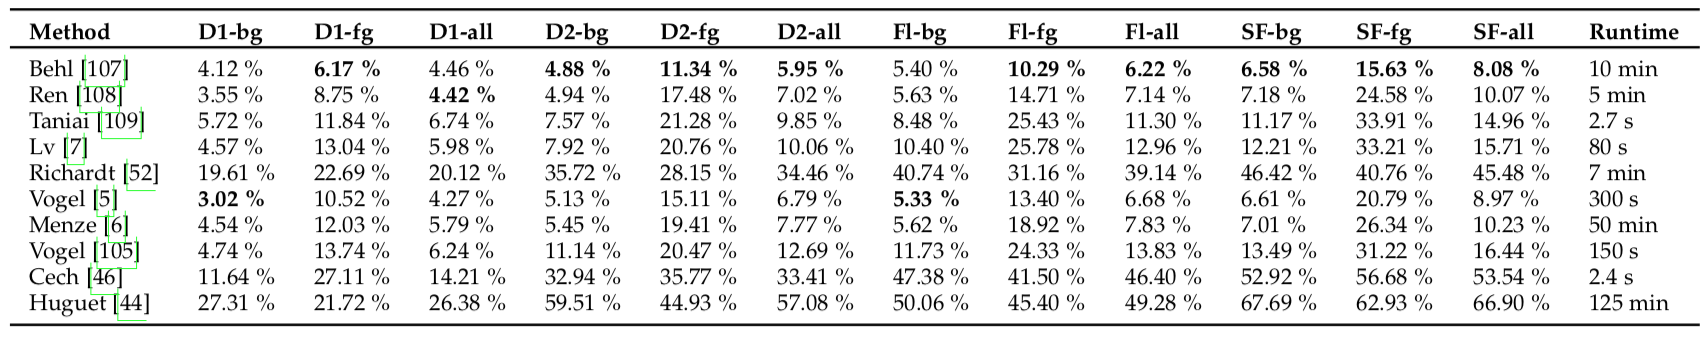 Method D1-bg D1-fg D1-all D2-bg D2-fg D2-all Fl-bg Fl-fg Fl-all SF-bg SF-fg SF-all Runtime
Behl [107] 4.12 % 6.17 % 4.46 % 4.88 % 11.34 % 5.95 % 5.40 % 10.29 % 6.22 % 6.58 % 15.63 % 8.08 % 10 min
Ren [108] 3.55 % 8.75 % 4.42 % 4.94 % 17.48 % 7.02 % 5.63 % 14.71 % 7.14 % 7.18 % 24.58 % 10.07 % 5 min
Taniai [109] 5.72 % 11.84 % 6.74 % 7.57 % 21.28 % 9.85 % 8.48 % 25.43 % 11.30 % 11.17 % 33.91 % 14.96 % 2.7 s
Lv [7] 4.57 % 13.04 % 5.98 % 7.92 % 20.76 % 10.06 % 10.40 % 25.78 % 12.96 % 12.21 % 33.21 % 15.71 % 80 s
Richardt [52] 19.61 % 22.69 % 20.12 % 35.72 % 28.15 % 34.46 % 40.74 % 31.16 % 39.14 % 46.42 % 40.76 % 45.48 % 7 min
Vogel [5] 3.02 % 10.52 % 4.27 % 5.13 % 15.11 % 6.79 % 5.33 % 13.40 % 6.68 % 6.61 % 20.79 % 8.97 % 300 s
Menze [6] 4.54 % 12.03 % 5.79 % 5.45 % 19.41 % 7.77 % 5.62 % 18.92 % 7.83 % 7.01 % 26.34 % 10.23 % 50 min
Vogel [105] 4.74 % 13.74 % 6.24 % 11.14 % 20.47 % 12.69 % 11.73 % 24.33 % 13.83 % 13.49 % 31.22 % 16.44 % 150 s
Cech [46] 11.64 % 27.11 % 14.21 % 32.94 % 35.77 % 33.41 % 47.38 % 41.50 % 46.40 % 52.92 % 56.68 % 53.54 % 2.4 s
Huguet [44] 27.31 % 21.72 % 26.38 % 59.51 % 44.93 % 57.08 % 50.06 % 45.40 % 49.28 % 67.69 % 62.93 % 66.90 % 125 min